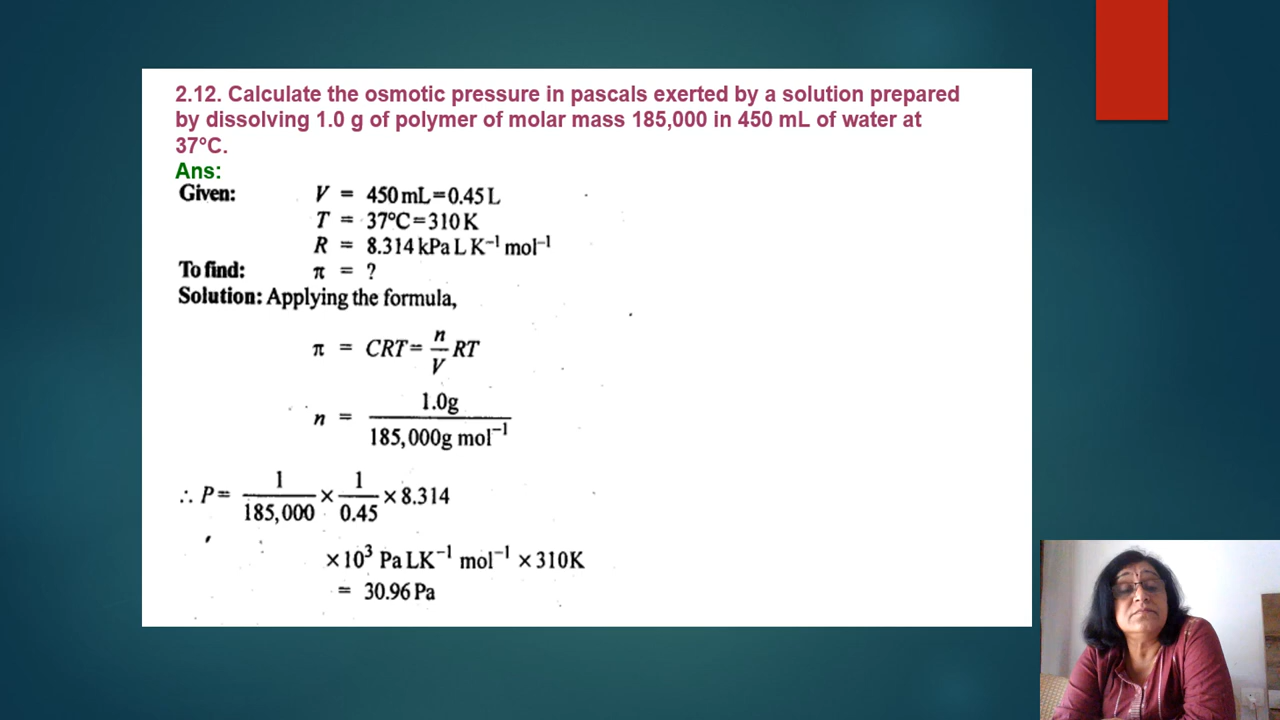 2.12. Calculate the osmotic pressure in pascals exerted by a solution prepared
by dissolving 1.0 g of polymer of molar mass 185,000 in 450 mL of water at
37°C.
Ans:
Given: V = 450 mL=0.45 L
T = 37°C=310 K
R = 8.314 kPa L K⁻¹ mol⁻¹
To find: π = ?
Solution: Applying the formula,
π = CRT= n/V RT
n = 1.0g / 185,000g mol⁻¹
∴ P= 1/185,000 × 1/0.45 × 8.314
× 10³ Pa LK⁻¹ mol⁻¹ × 310K
= 30.96 Pa